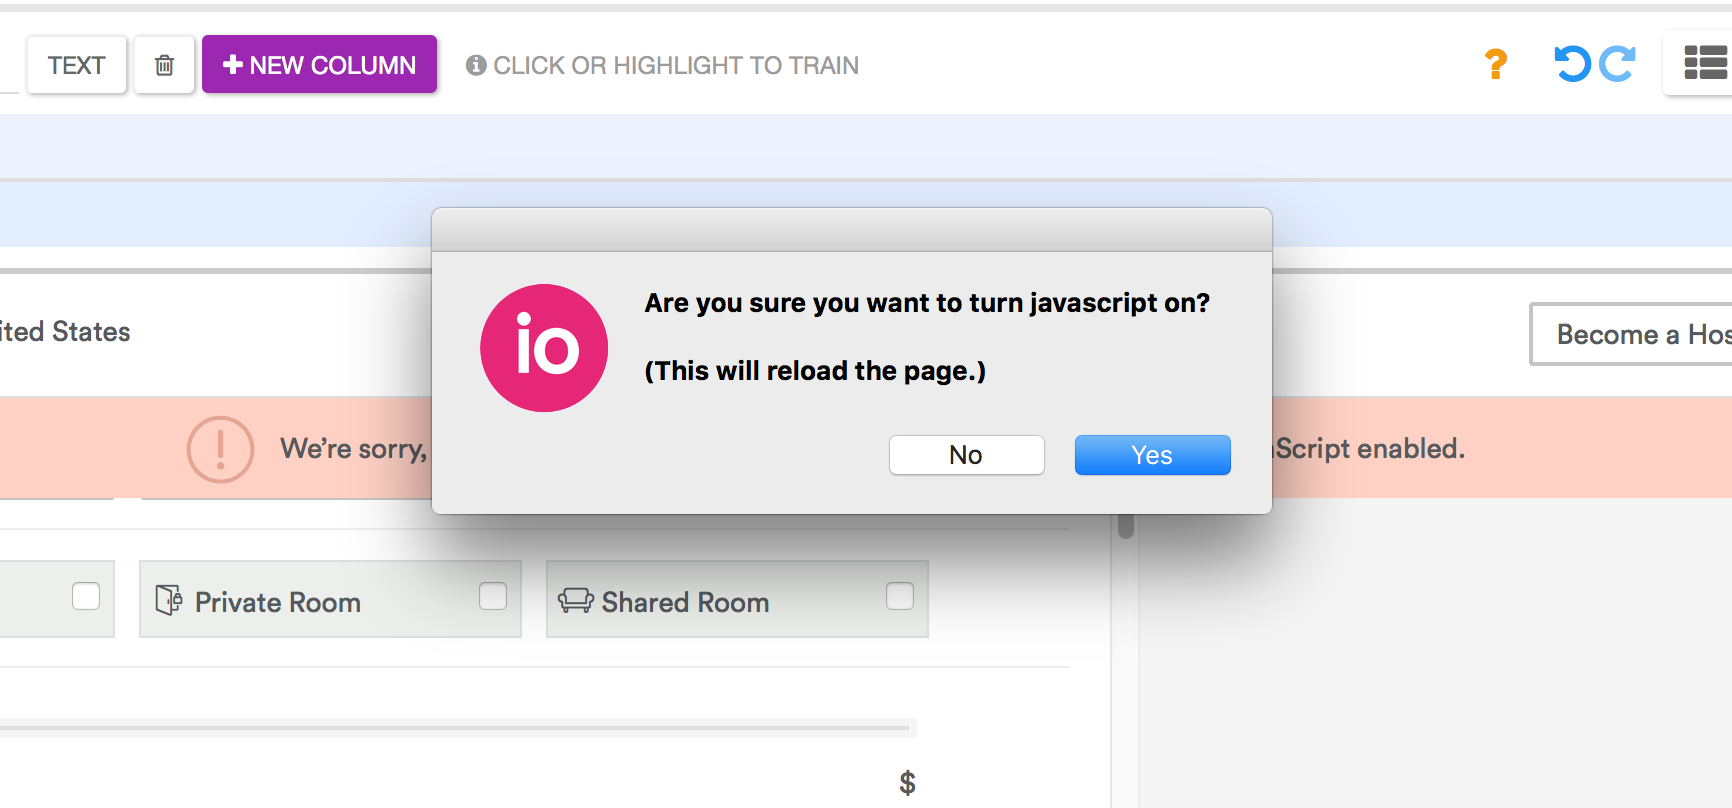 TEXT
NEW COLUMN
CLICK OR HIGHLIGHT TO TRAIN
?
ited States
Become a Hos
io
Are you sure you want to turn javascript on?
(This will reload the page.)
No
Yes
We’re sorry,
Script enabled.
Private Room
Shared Room
$